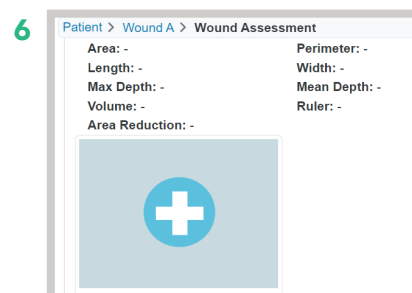 6
Patient > Wound A > Wound Assessment
Area: - Perimeter: -
Length: - Width: -
Max Depth: - Mean Depth: -
Volume: - Ruler: -
Area Reduction: -